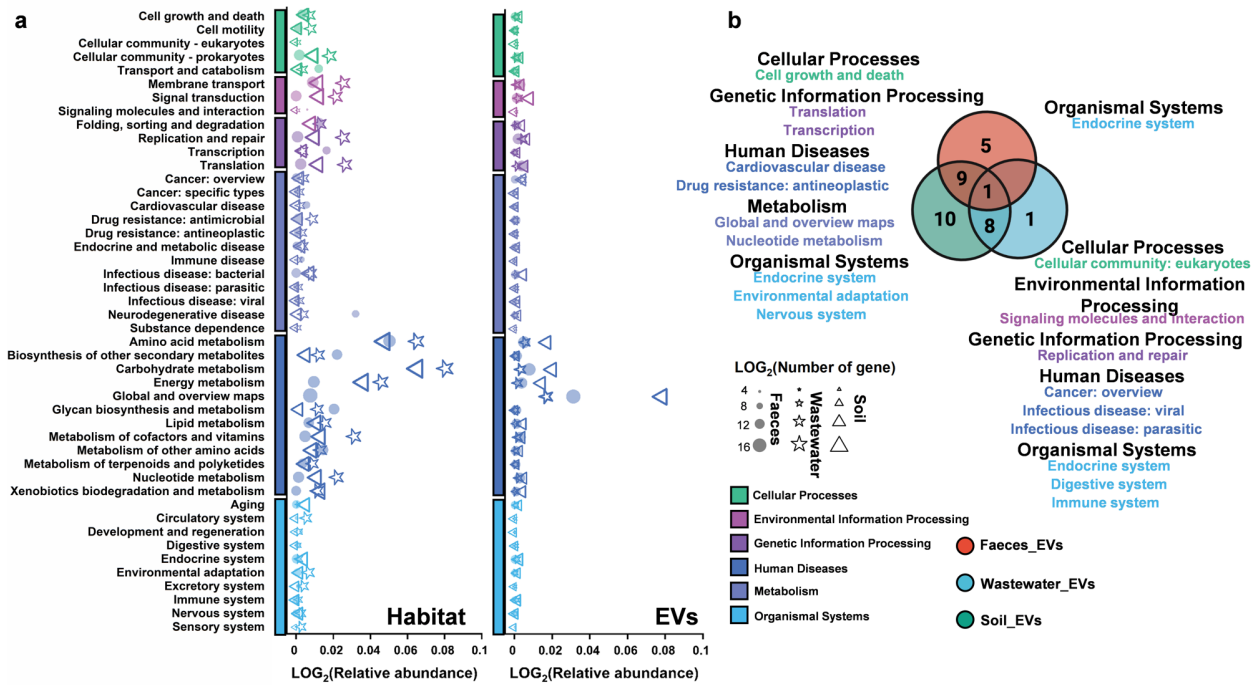 a
Cell growth and death
Cell motility
Cellular community - eukaryotes
Cellular community - prokaryotes
Transport and catabolism
Membrane transport
Signal transduction
Signaling molecules and interaction
Folding, sorting and degradation
Replication and repair
Transcription
Translation
Cancer: overview
Cancer: specific types
Cardiovascular disease
Drug resistance: antimicrobial
Drug resistance: antineoplastic
Endocrine and metabolic disease
Immune disease
Infectious disease: bacterial
Infectious disease: parasitic
Infectious disease: viral
Neurodegenerative disease
Substance dependence
Amino acid metabolism
Biosynthesis of other secondary metabolites
Carbohydrate metabolism
Energy metabolism
Global and overview maps
Glycan biosynthesis and metabolism
Lipid metabolism
Metabolism of cofactors and vitamins
Metabolism of other amino acids
Metabolism of terpenoids and polyketides
Nucleotide metabolism
Xenobiotics biodegradation and metabolism
Aging
Circulatory system
Development and regeneration
Digestive system
Endocrine system
Environmental adaptation
Excretory system
Immune system
Nervous system
Sensory system
Habitat
0 0.02 0.04 0.06 0.08 0.1
LOG2(Relative abundance)
EVs
0 0.02 0.04 0.06 0.08 0.1
LOG2(Relative abundance)
b
Cellular Processes
Cell growth and death
Genetic Information Processing
Translation
Transcription
Human Diseases
Cardiovascular disease
Drug resistance: antineoplastic
Metabolism
Global and overview maps
Nucleotide metabolism
Organismal Systems
Endocrine system
Environmental adaptation
Nervous system
Organismal Systems
Endocrine system
5
9
1
10
8
1
Cellular Processes
Cellular community: eukaryotes
Environmental Information
Processing
Signaling molecules and interaction
Genetic Information Processing
Replication and repair
Human Diseases
Cancer: overview
Infectious disease: viral
Infectious disease: parasitic
Organismal Systems
Endocrine system
Digestive system
Immune system
LOG2(Number of gene)
4
8
12
16
Faeces
Wastewater
Soil
Cellular Processes
Environmental Information Processing
Genetic Information Processing
Human Diseases
Metabolism
Organismal Systems
Faeces_EVs
Wastewater_EVs
Soil_EVs